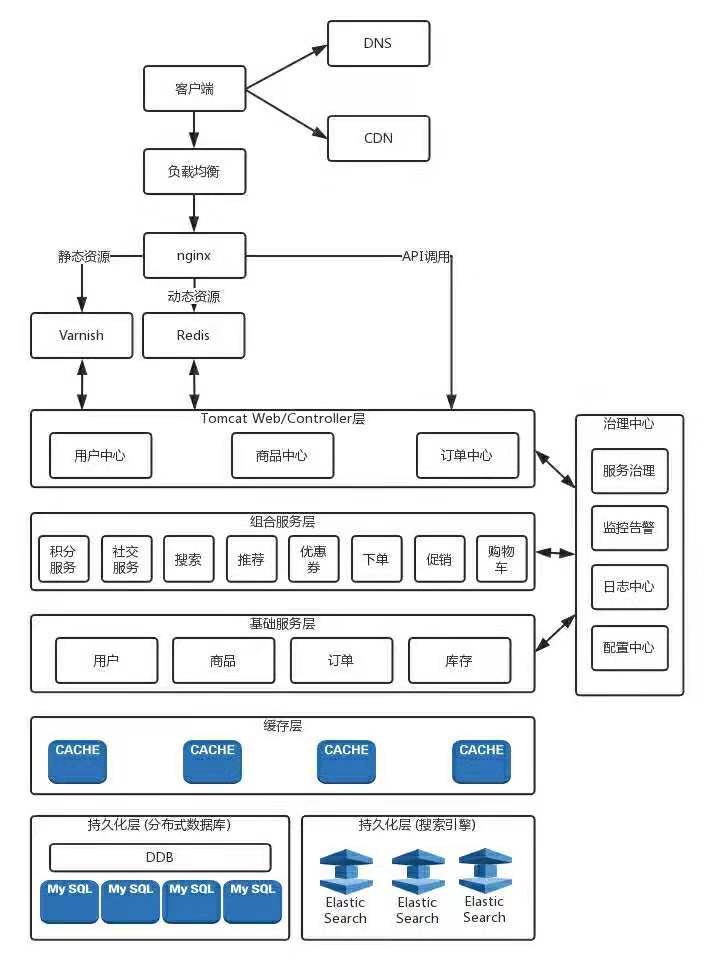 DNS
客户端
CDN
负载均衡
nginx
静态资源
API调用
动态资源
Varnish
Redis
Tomcat Web/Controller层
用户中心
商品中心
订单中心
治理中心
服务治理
监控告警
日志中心
配置中心
组合服务层
积分
服务
社交
服务
搜索
推荐
优惠
券
下单
促销
购物
车
基础服务层
用户
商品
订单
库存
缓存层
CACHE
CACHE
CACHE
CACHE
持久化层 (分布式数据库)
DDB
My SQL
My SQL
My SQL
My SQL
持久化层 (搜索引擎)
Elastic
Search
Elastic
Search
Elastic
Search